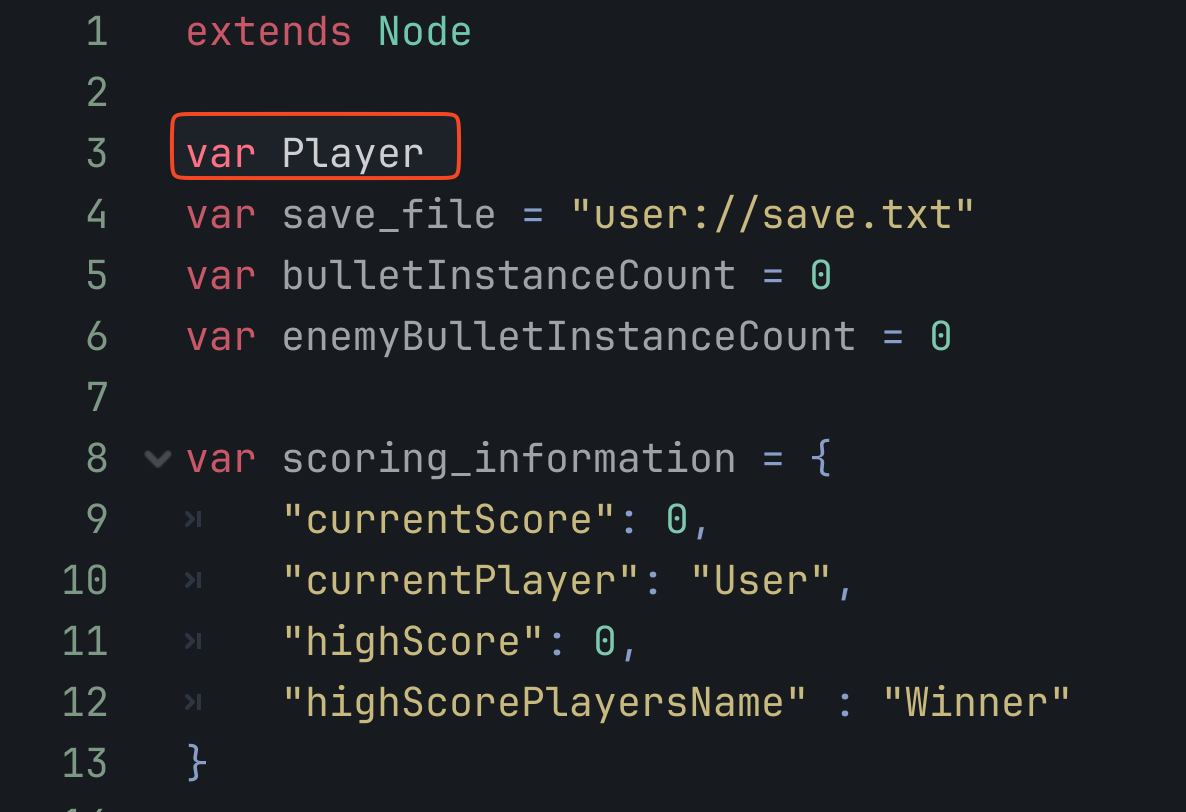 1 extends Node
2
3 var Player
4 var save_file = "user://save.txt"
5 var bulletInstanceCount = 0
6 var enemyBulletInstanceCount = 0
7
8 var scoring_information = {
9 "currentScore": 0,
10 "currentPlayer": "User",
11 "highScore": 0,
12 "highScorePlayersName" : "Winner"
13 }